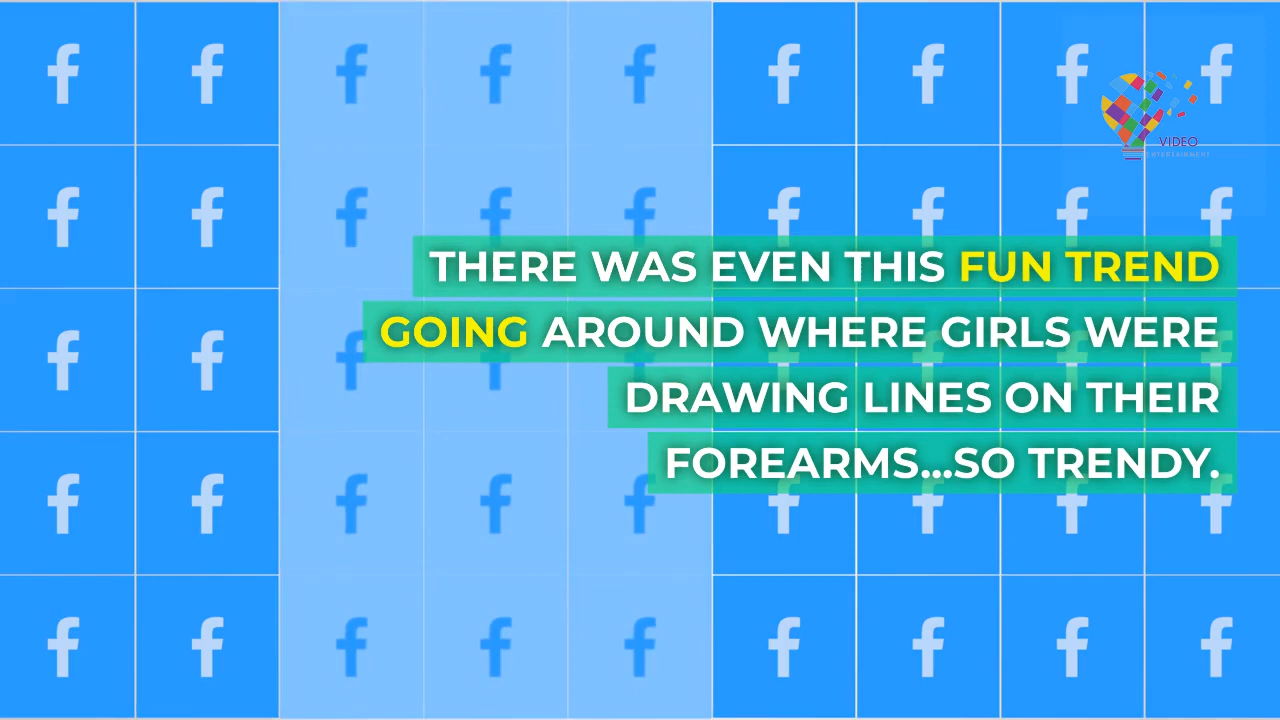 VIDEO
ENTERTAINMENT
THERE WAS EVEN THIS FUN TREND
GOING AROUND WHERE GIRLS WERE
DRAWING LINES ON THEIR
FOREARMS...SO TRENDY.